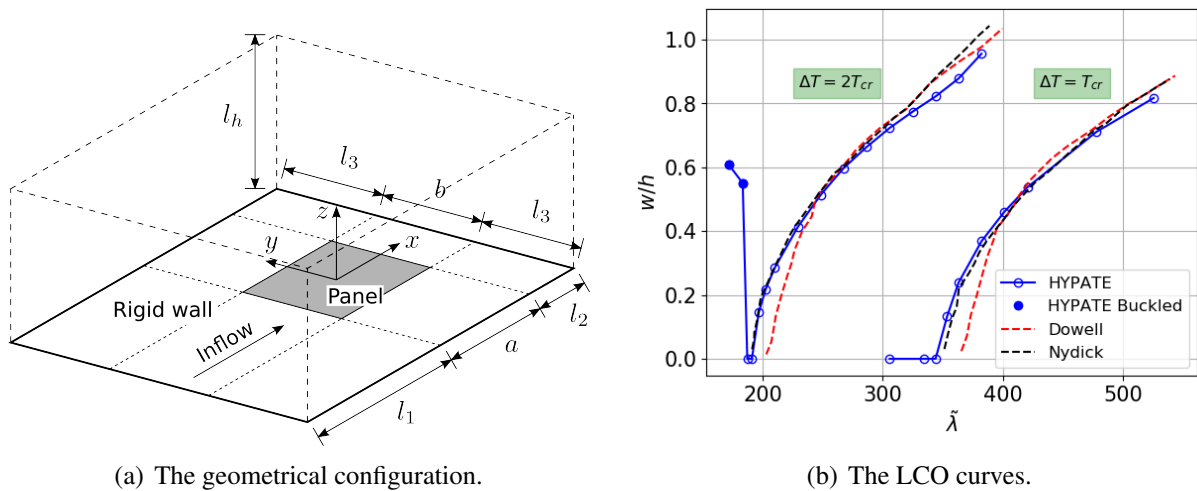 l_h
l_3
b
l_3
z
y
x
Rigid wall
Panel
Inflow
l_2
a
l_1
(a) The geometrical configuration.
1.0
0.8
0.6
0.4
0.2
0.0
w/h
ΔT = 2T_cr
ΔT = T_cr
HYPATE
HYPATE Buckled
Dowell
Nydick
200
300
400
500
λ̃
(b) The LCO curves.